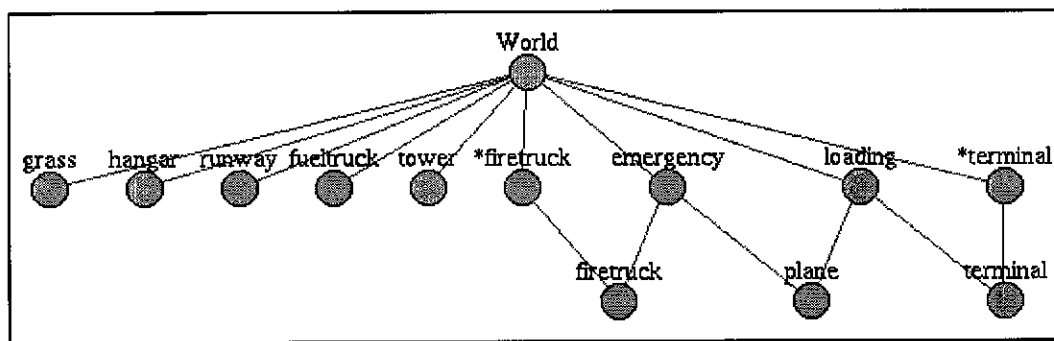 World
grass hangar runway fueltruck tower *firetruck emergency loading *terminal
firetruck plane terminal